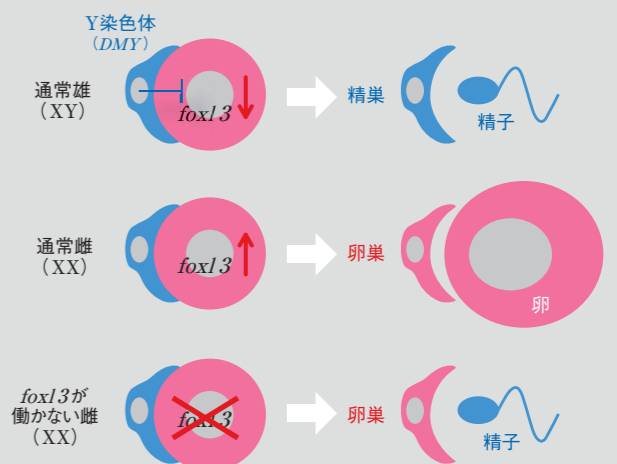 Y染色体
（DMY）
通常雄
（XY）
foxl3
精巣
精子
通常雌
（XX）
foxl3
卵巣
卵
foxl3が
働かない雌
（XX）
foxl3
卵巣
精子